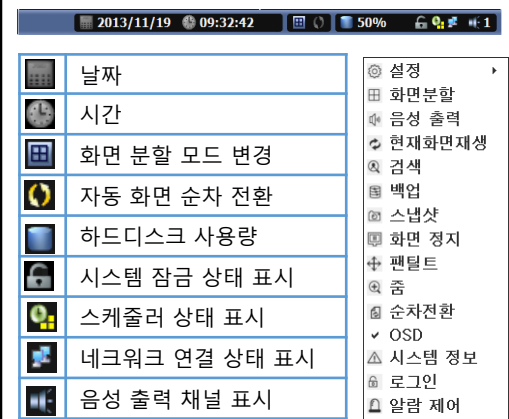 2013/11/19 09:32:42 50% 1
날짜
시간
화면 분할 모드 변경
자동 화면 순차 전환
하드디스크 사용량
시스템 잠금 상태 표시
스케줄러 상태 표시
네크워크 연결 상태 표시
음성 출력 채널 표시
설정
화면분할
음성 출력
현재화면재생
검색
백업
스냅샷
화면 정지
팬틸트
줌
순차전환
OSD
시스템 정보
로그인
알람 제어